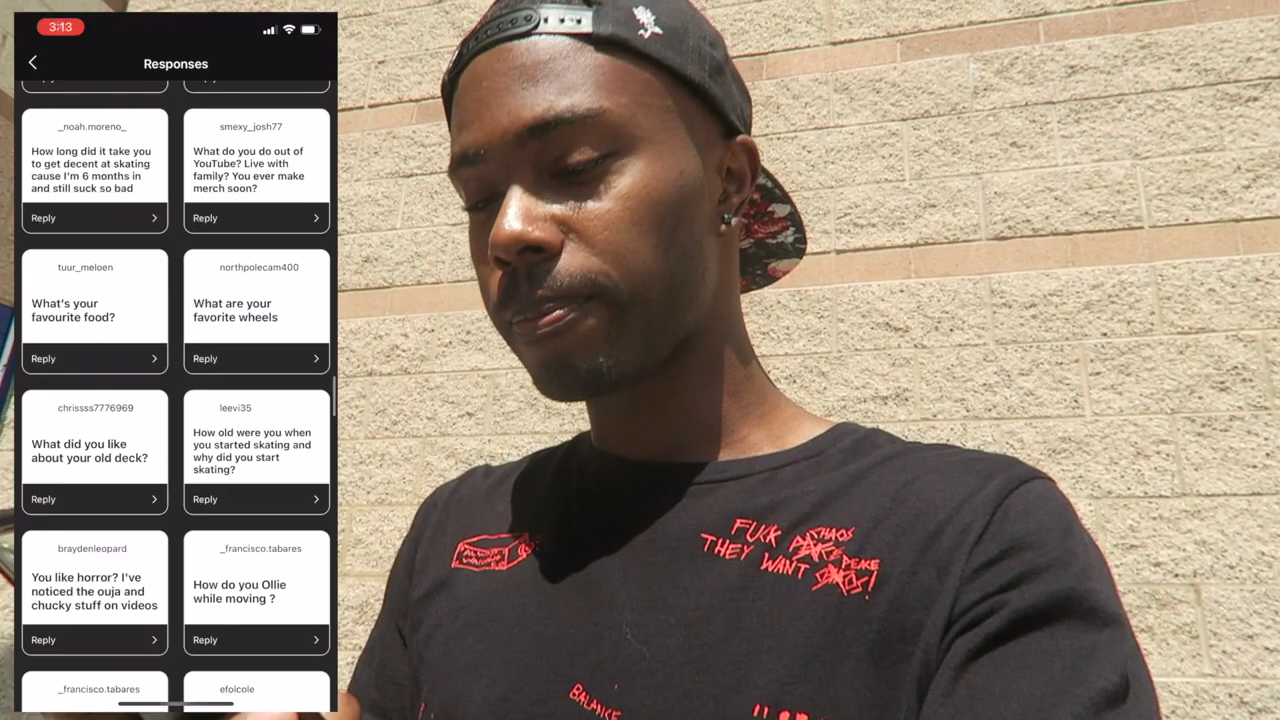 3:13
Responses
_noah.moreno_
How long did it take you
to get decent at skating
cause I'm 6 months in
and still suck so bad
Reply
smexy_josh77
What do you do out of
YouTube? Live with
family? You ever make
merch soon?
Reply
tuur_meloen
What's your
favourite food?
Reply
northpolecam400
What are your
favorite wheels
Reply
chrissss7776969
What did you like
about your old deck?
Reply
leevi35
How old were you when
you started skating and
why did you start
skating?
Reply
braydenleopard
You like horror? I've
noticed the ouja and
chucky stuff on videos
Reply
_francisco.tabares
How do you Ollie
while moving ?
Reply
_francisco.tabares
efolcole
FUCK CHAOS
THEY WANT PEAKE
BALANCE